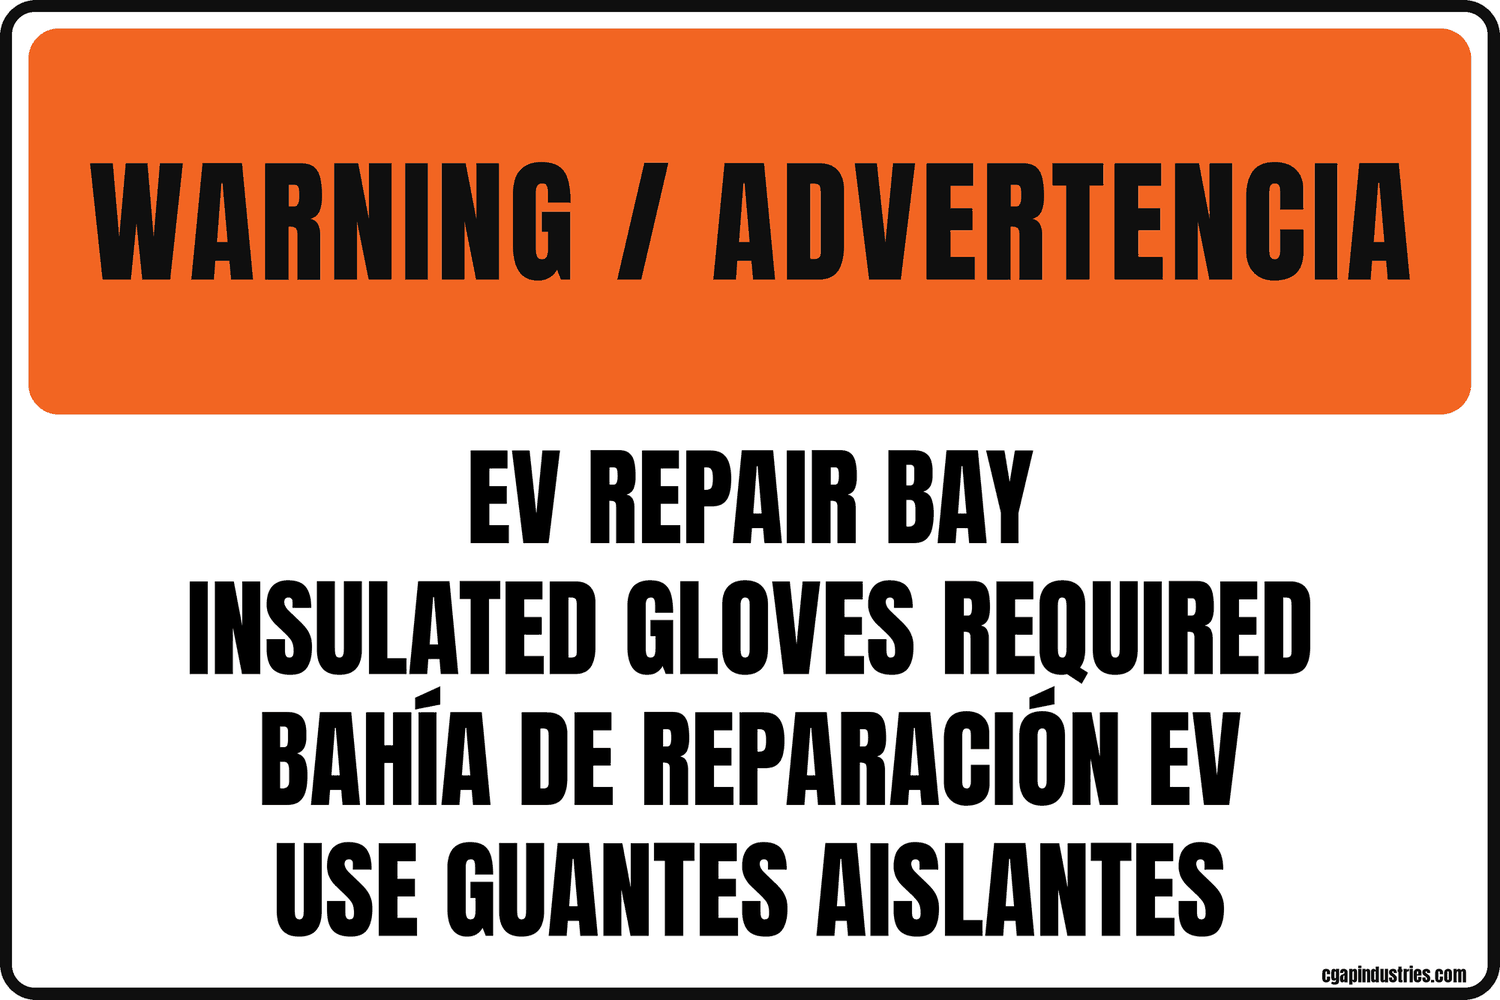 WARNING / ADVERTENCIA
EV REPAIR BAY
INSULATED GLOVES REQUIRED
BAHÍA DE REPARACIÓN EV
USE GUANTES AISLANTES
cgapindustries.com